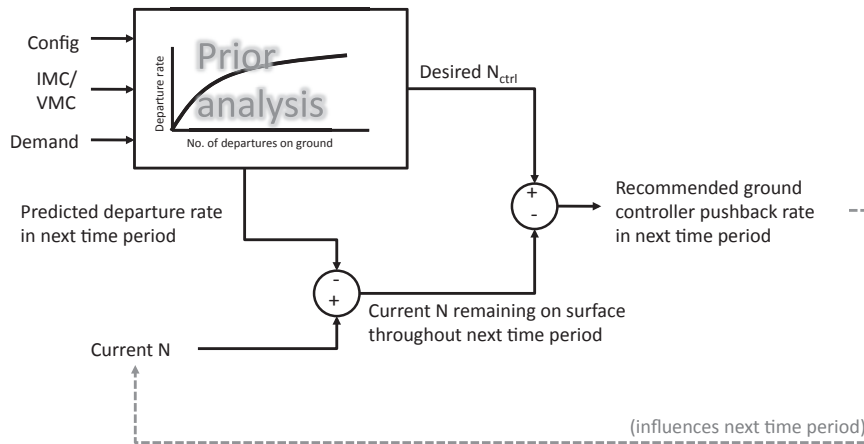 Config
IMC/
VMC
Demand
Departure rate
Prior
analysis
No. of departures on ground
Desired Nctrl
Predicted departure rate
in next time period
+
-
Recommended ground
controller pushback rate
in next time period
-
+
Current N remaining on surface
throughout next time period
Current N
(influences next time period)